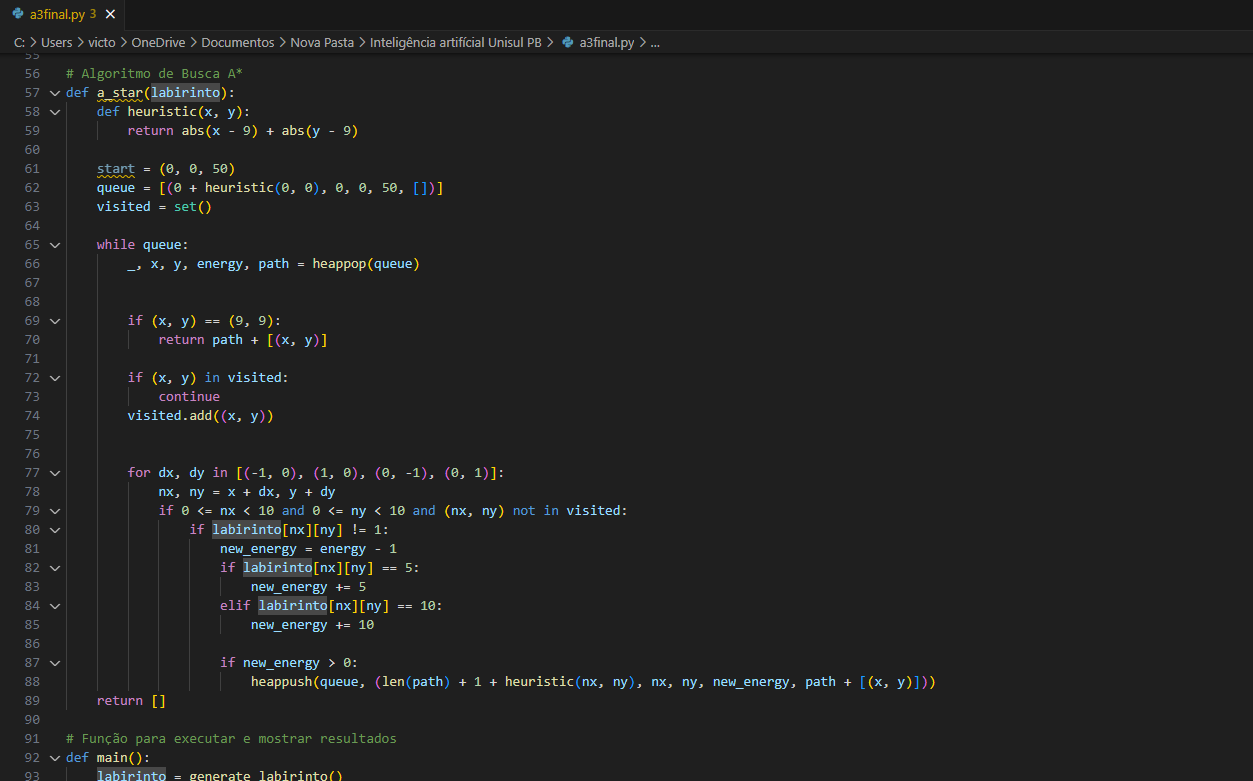 a3final.py 3
C: > Users > victo > OneDrive > Documentos > Nova Pasta > Inteligência artifícial Unisul PB > a3final.py > ...
55
56 # Algoritmo de Busca A*
57 def a_star(labirinto):
58     def heuristic(x, y):
59         return abs(x - 9) + abs(y - 9)
60
61     start = (0, 0, 50)
62     queue = [(0 + heuristic(0, 0), 0, 0, 50, [])]
63     visited = set()
64
65     while queue:
66         _, x, y, energy, path = heappop(queue)
67
68
69         if (x, y) == (9, 9):
70             return path + [(x, y)]
71
72         if (x, y) in visited:
73             continue
74         visited.add((x, y))
75
76
77         for dx, dy in [(-1, 0), (1, 0), (0, -1), (0, 1)]:
78             nx, ny = x + dx, y + dy
79             if 0 <= nx < 10 and 0 <= ny < 10 and (nx, ny) not in visited:
80                 if labirinto[nx][ny] != 1:
81                     new_energy = energy - 1
82                     if labirinto[nx][ny] == 5:
83                         new_energy += 5
84                     elif labirinto[nx][ny] == 10:
85                         new_energy += 10
86
87                     if new_energy > 0:
88                         heappush(queue, (len(path) + 1 + heuristic(nx, ny), nx, ny, new_energy, path + [(x, y)]))
89     return []
90
91 # Função para executar e mostrar resultados
92 def main():
93     labirinto = generate_labirinto()